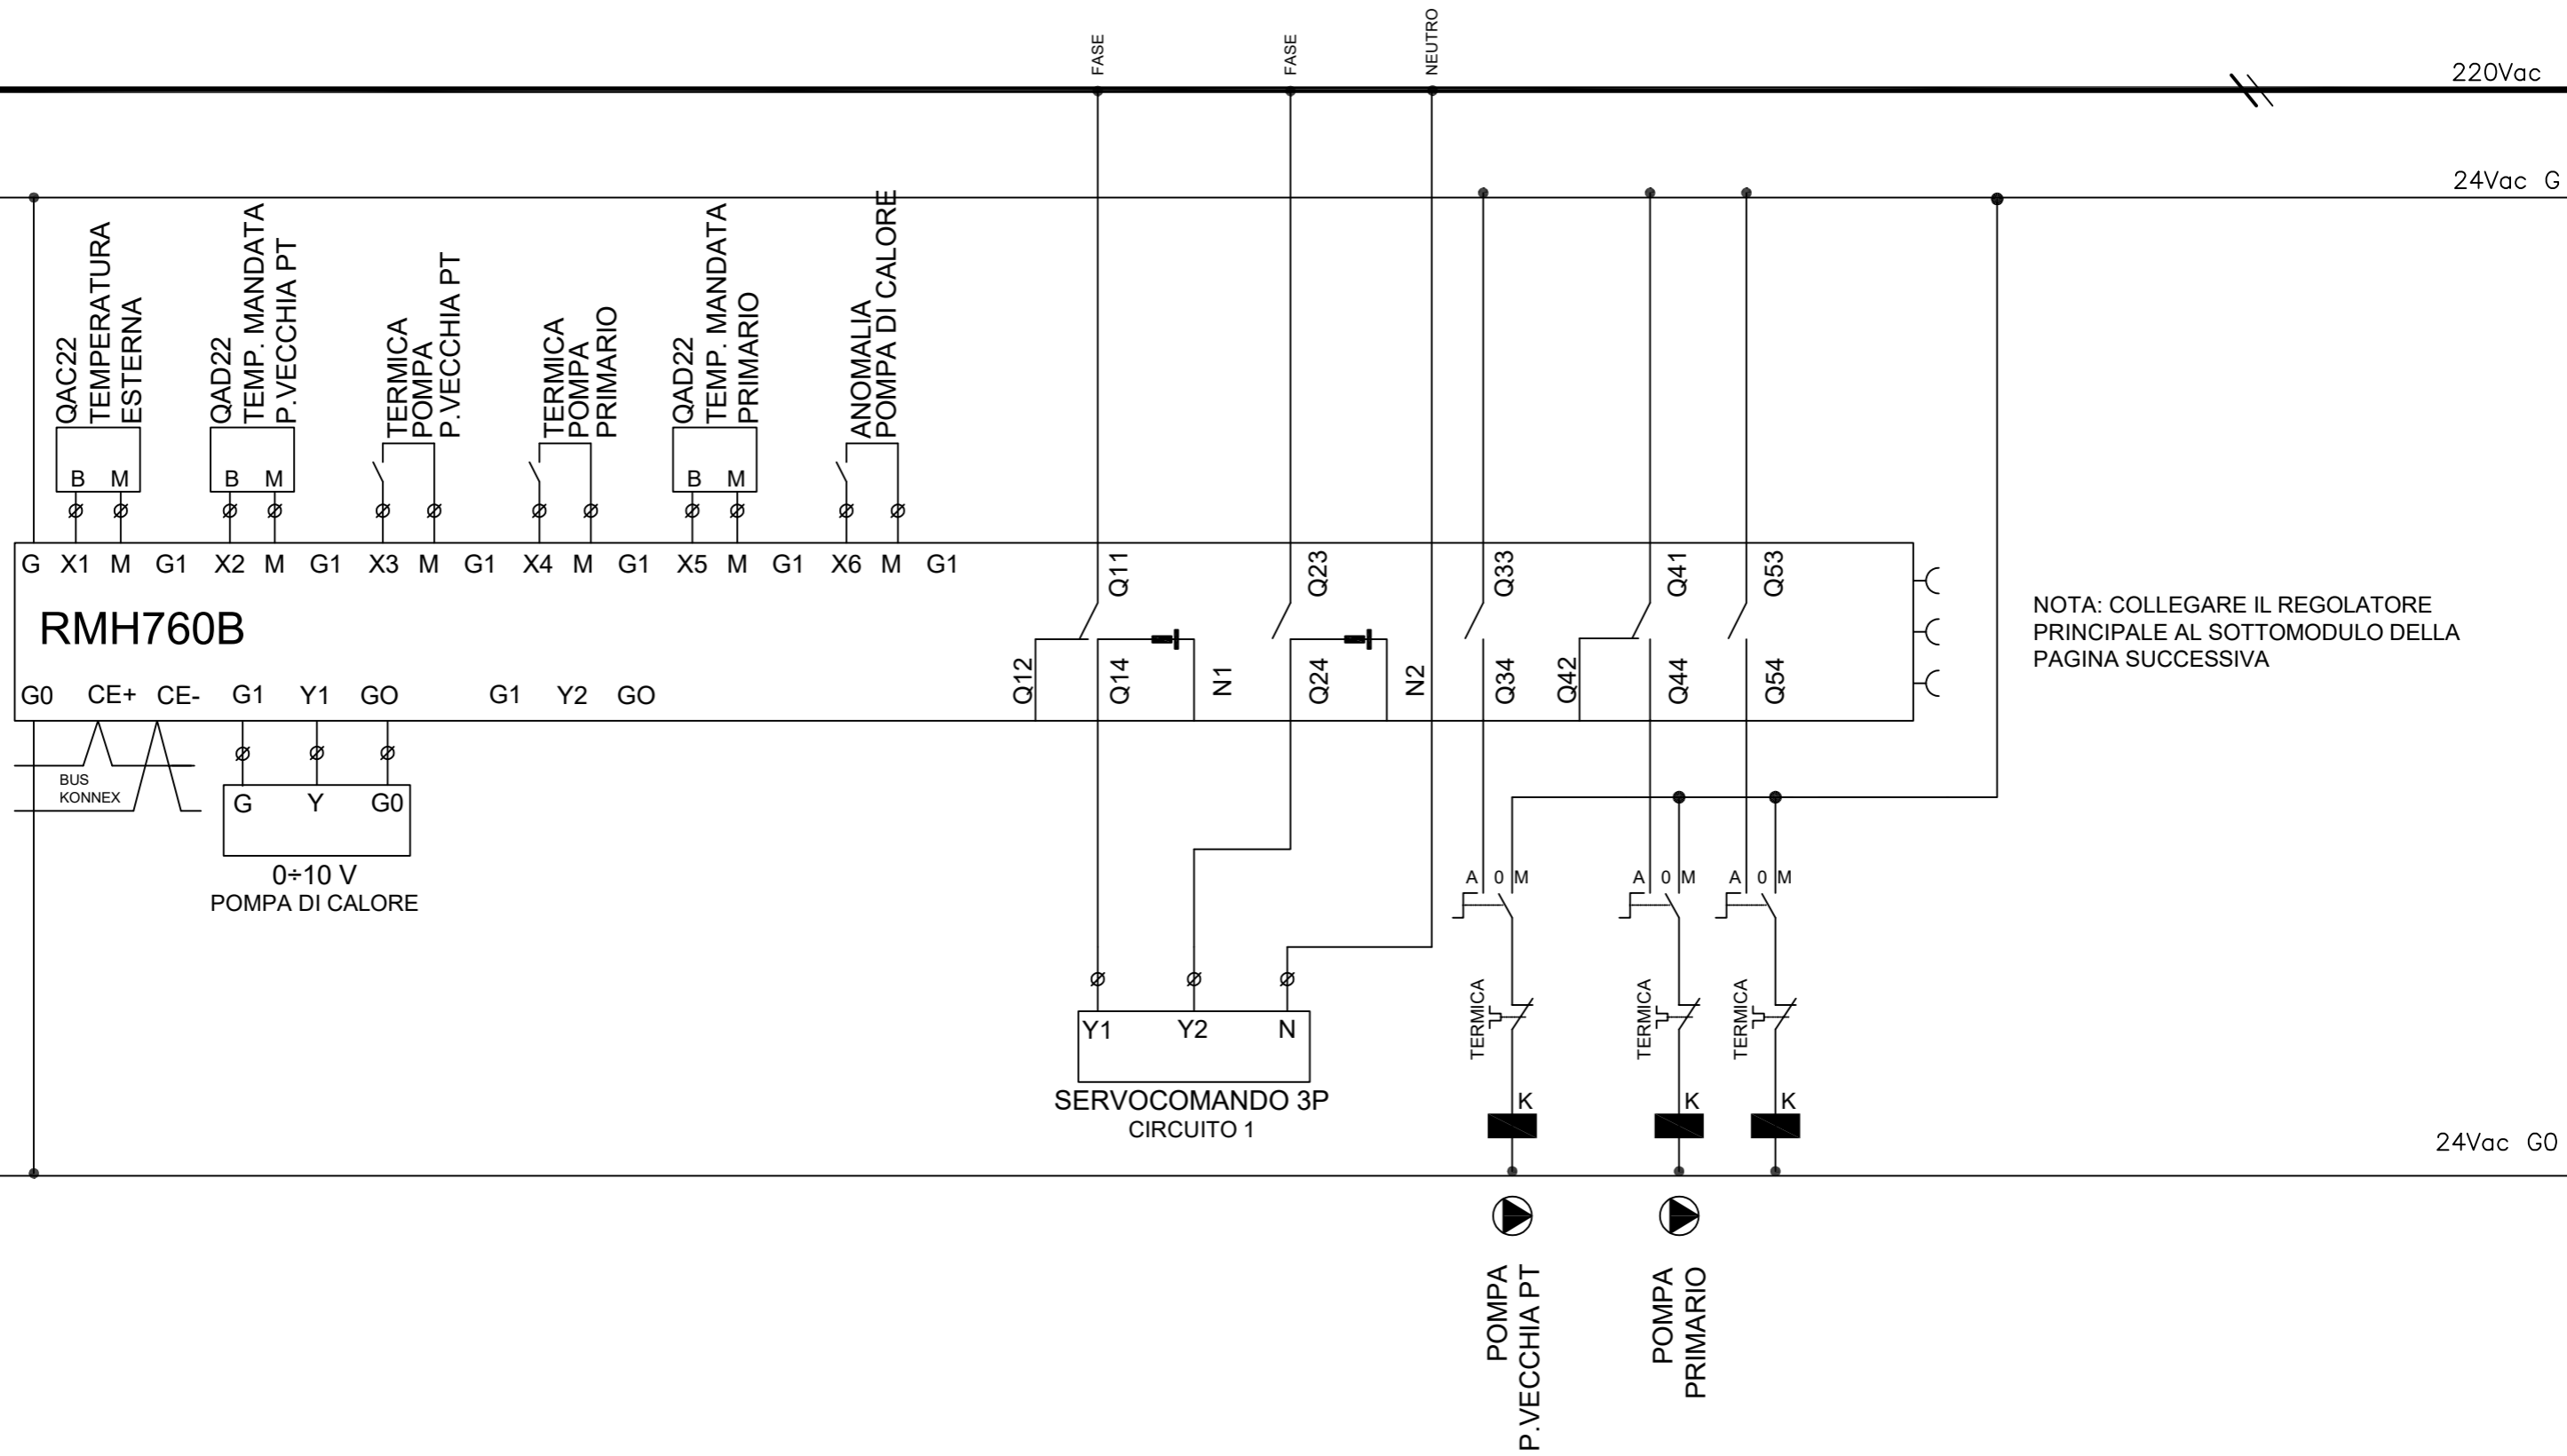 FASE
FASE
NEUTRO
220Vac
24Vac G
QAC22
TEMPERATURA
ESTERNA
QAD22
TEMP. MANDATA
P.VECCHIA PT
TERMICA
POMPA
P.VECCHIA PT
TERMICA
POMPA
PRIMARIO
QAD22
TEMP. MANDATA
PRIMARIO
ANOMALIA
POMPA DI CALORE
B M
B M
B M
G X1 M G1 X2 M G1 X3 M G1 X4 M G1 X5 M G1 X6 M G1
Q11
Q23
Q33
Q41
Q53
RMH760B
NOTA: COLLEGARE IL REGOLATORE
PRINCIPALE AL SOTTOMODULO DELLA
PAGINA SUCCESSIVA
G0 CE+ CE- G1 Y1 GO G1 Y2 GO
Q12
Q14
N1
Q24
N2
Q34
Q42
Q44
Q54
BUS
KONNEX
G Y G0
0÷10 V
POMPA DI CALORE
A 0 M
A 0 M
A 0 M
TERMICA
TERMICA
TERMICA
Y1 Y2 N
SERVOCOMANDO 3P
CIRCUITO 1
K
K
K
24Vac G0
POMPA
P.VECCHIA PT
POMPA
PRIMARIO